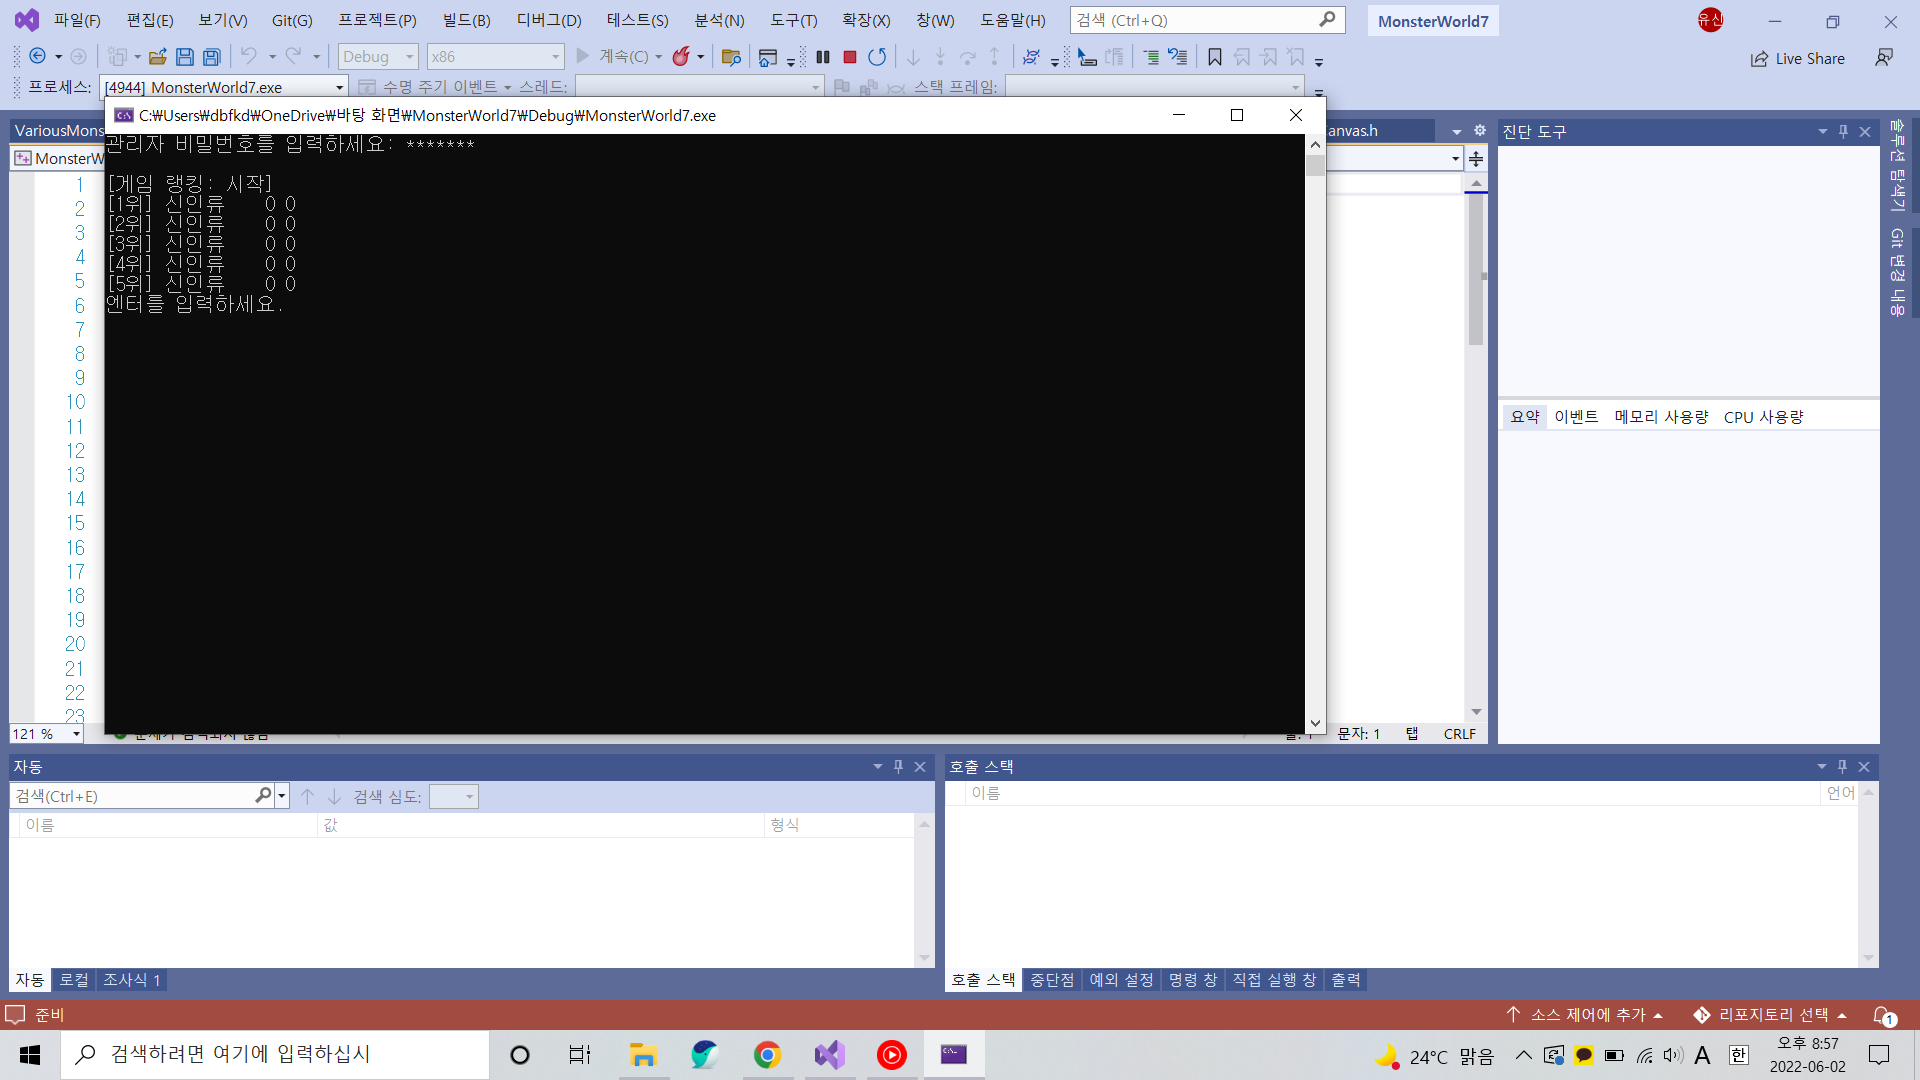 파일(F) 편집(E) 보기(V) Git(G) 프로젝트(P) 빌드(B) 디버그(D) 테스트(S) 분석(N) 도구(T) 확장(X) 창(W) 도움말(H) 검색 (Ctrl+Q) MonsterWorld7 유신
Debug x86 계속(C) Live Share
프로세스: [4944] MonsterWorld7.exe 수명 주기 이벤트 스레드: 스택 프레임:
C:\Users\dbfkd\OneDrive\바탕 화면\MonsterWorld7\Debug\MonsterWorld7.exe
VariousMons anvas.h 진단 도구
MonsterW
관리자 비밀번호를 입력하세요: *******
[게임 랭킹: 시작]
[1위] 신인류 0 0
[2위] 신인류 0 0
[3위] 신인류 0 0
[4위] 신인류 0 0
[5위] 신인류 0 0
엔터를 입력하세요.
1
2
3
4
5
6
7
8
9
10
11
12
13
14
15
16
17
18
19
20
21
22
23
솔루션 탐색기
Git 변경 내용
요약 이벤트 메모리 사용량 CPU 사용량
121 % 문자: 1 탭 CRLF
자동
검색(Ctrl+E) 검색 심도:
이름 값 형식
자동 로컬 조사식 1
호출 스택
이름 언어
호출 스택 중단점 예외 설정 명령 창 직접 실행 창 출력
준비 소스 제어에 추가 리포지토리 선택 1
검색하려면 여기에 입력하십시 24°C 맑음 A 한 오후 8:57
2022-06-02